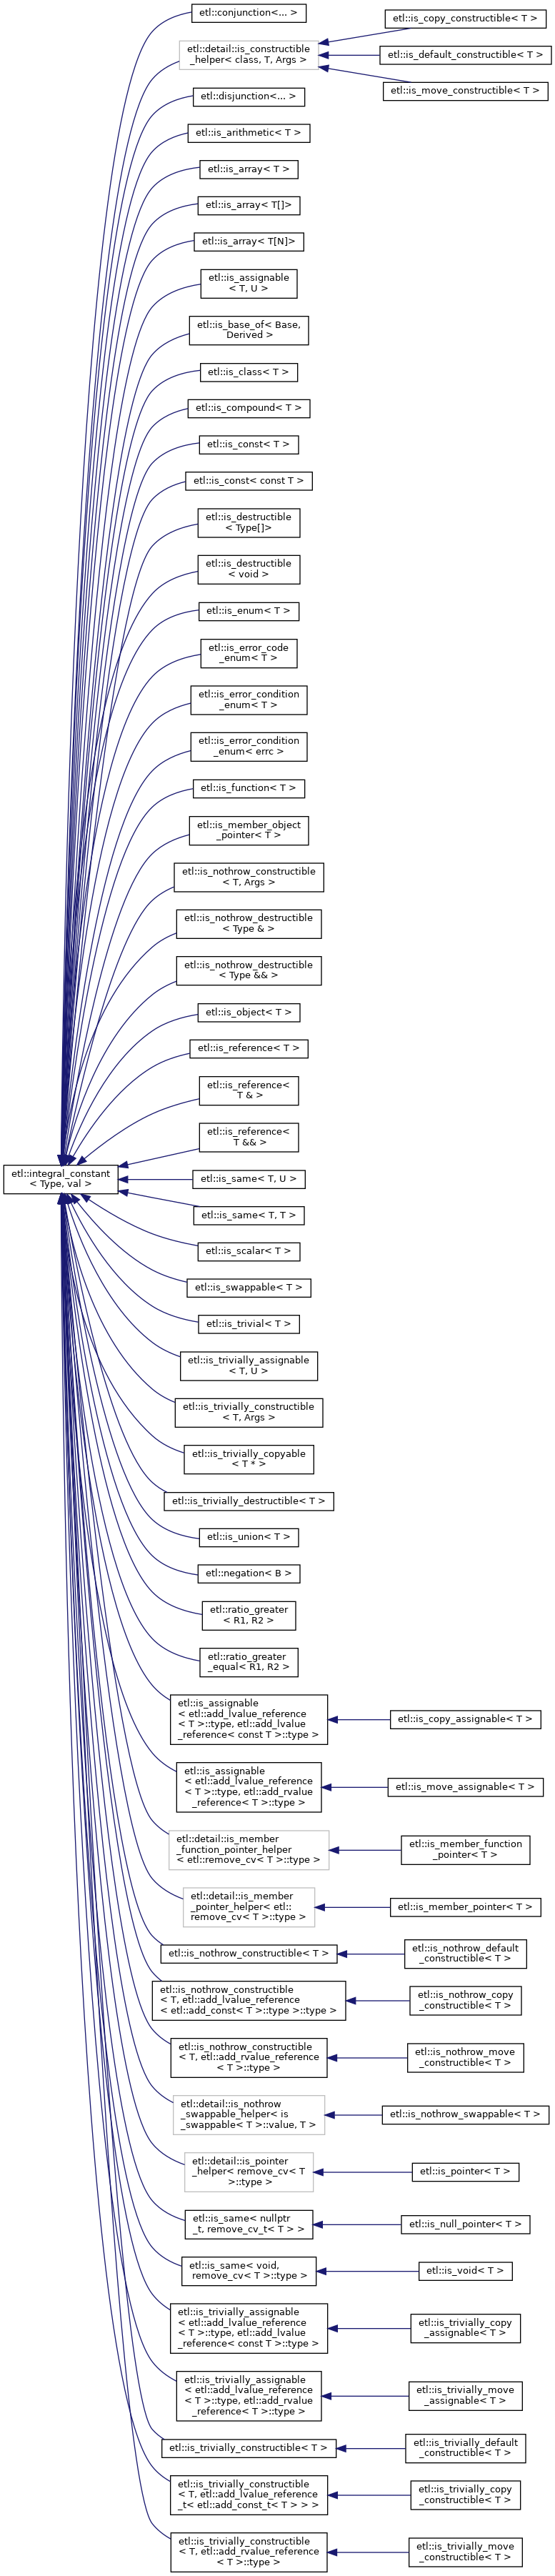 etl::conjunction<... >
etl::detail::is_constructible
_helper< class, T, Args >
etl::is_copy_constructible< T >
etl::is_default_constructible< T >
etl::is_move_constructible< T >
etl::disjunction<... >
etl::is_arithmetic< T >
etl::is_array< T >
etl::is_array< T[]>
etl::is_array< T[N]>
etl::is_assignable
< T, U >
etl::is_base_of< Base,
Derived >
etl::is_class< T >
etl::is_compound< T >
etl::is_const< T >
etl::is_const< const T >
etl::is_destructible
< Type[]>
etl::is_destructible
< void >
etl::is_enum< T >
etl::is_error_code
_enum< T >
etl::is_error_condition
_enum< T >
etl::is_error_condition
_enum< errc >
etl::is_function< T >
etl::is_member_object
_pointer< T >
etl::is_nothrow_constructible
< T, Args >
etl::is_nothrow_destructible
< Type & >
etl::is_nothrow_destructible
< Type && >
etl::is_object< T >
etl::is_reference< T >
etl::is_reference<
T & >
etl::is_reference<
T && >
etl::integral_constant
< Type, val >
etl::is_same< T, U >
etl::is_same< T, T >
etl::is_scalar< T >
etl::is_swappable< T >
etl::is_trivial< T >
etl::is_trivially_assignable
< T, U >
etl::is_trivially_constructible
< T, Args >
etl::is_trivially_copyable
< T * >
etl::is_trivially_destructible< T >
etl::is_union< T >
etl::negation< B >
etl::ratio_greater
< R1, R2 >
etl::ratio_greater
_equal< R1, R2 >
etl::is_assignable
< etl::add_lvalue_reference
< T >::type, etl::add_lvalue
_reference< const T >::type >
etl::is_copy_assignable< T >
etl::is_assignable
< etl::add_lvalue_reference
< T >::type, etl::add_rvalue
_reference< T >::type >
etl::is_move_assignable< T >
etl::detail::is_member
_function_pointer_helper
< etl::remove_cv< T >::type >
etl::is_member_function
_pointer< T >
etl::detail::is_member
_pointer_helper< etl::
remove_cv< T >::type >
etl::is_member_pointer< T >
etl::is_nothrow_constructible< T >
etl::is_nothrow_default
_constructible< T >
etl::is_nothrow_constructible
< T, etl::add_lvalue_reference
< etl::add_const< T >::type >::type >
etl::is_nothrow_copy
_constructible< T >
etl::is_nothrow_constructible
< T, etl::add_rvalue_reference
< T >::type >
etl::is_nothrow_move
_constructible< T >
etl::detail::is_nothrow
_swappable_helper< is
_swappable< T >::value, T >
etl::is_nothrow_swappable< T >
etl::detail::is_pointer
_helper< remove_cv< T
>::type >
etl::is_pointer< T >
etl::is_same< nullptr
_t, remove_cv_t< T > >
etl::is_null_pointer< T >
etl::is_same< void,
remove_cv< T >::type >
etl::is_void< T >
etl::is_trivially_assignable
< etl::add_lvalue_reference
< T >::type, etl::add_lvalue
_reference< const T >::type >
etl::is_trivially_copy
_assignable< T >
etl::is_trivially_assignable
< etl::add_lvalue_reference
< T >::type, etl::add_rvalue
_reference< T >::type >
etl::is_trivially_move
_assignable< T >
etl::is_trivially_constructible< T >
etl::is_trivially_default
_constructible< T >
etl::is_trivially_constructible
< T, etl::add_lvalue_reference
_t< etl::add_const_t< T > > >
etl::is_trivially_copy
_constructible< T >
etl::is_trivially_constructible
< T, etl::add_rvalue_reference
< T >::type >
etl::is_trivially_move
_constructible< T >